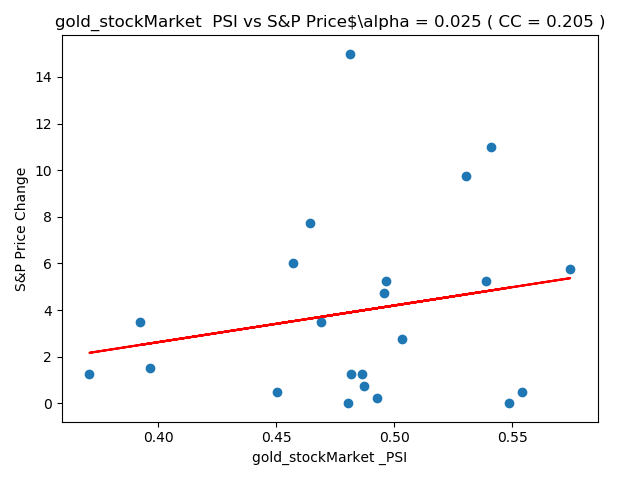 gold_stockMarket  PSI vs S&P Price$\alpha = 0.025 ( CC = 0.205 )
S&P Price Change
14
12
10
8
6
4
2
0
0.40 0.45 0.50 0.55
gold_stockMarket _PSI